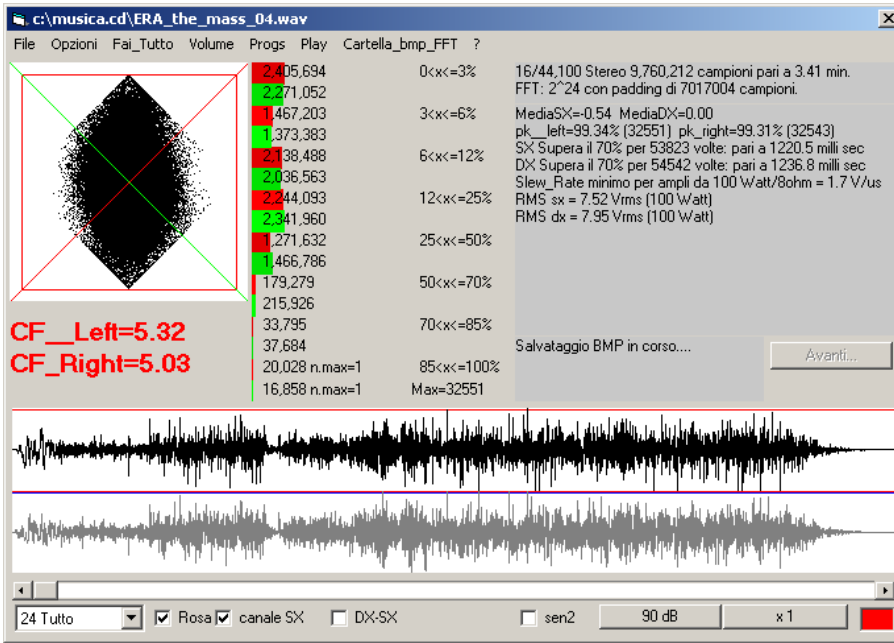 c:\musica.cd\ERA_the_mass_04.wav
File Opzioni Fai_Tutto Volume Progs Play Cartella_bmp_FFT ?
2,405,694 0<x<=3%
2,271,052
1,467,203 3<x<=6%
1,373,383
2,138,488 6<x<=12%
2,036,563
2,244,093 12<x<=25%
2,341,960
1,271,632 25<x<=50%
1,466,786
179,279 50<x<=70%
215,926
33,795 70<x<=85%
37,684
20,028 n.max=1 85<x<=100%
16,858 n.max=1 Max=32551
16/44,100 Stereo 9,760,212 campioni pari a 3.41 min.
FFT: 2^24 con padding di 7017004 campioni.
MediaSX=-0.54 MediaDX=0.00
pk__left=99.34% (32551) pk_right=99.31% (32543)
SX Supera il 70% per 53823 volte: pari a 1220.5 milli sec
DX Supera il 70% per 54542 volte: pari a 1236.8 milli sec
Slew_Rate minimo per ampli da 100 Watt/8ohm = 1.7 V/us
RMS sx = 7.52 Vrms (100 Watt)
RMS dx = 7.95 Vrms (100 Watt)
CF__Left=5.32
CF_Right=5.03
Salvataggio BMP in corso....
Avanti...
24 Tutto Rosa canale SX DX-SX sen2 90 dB x 1